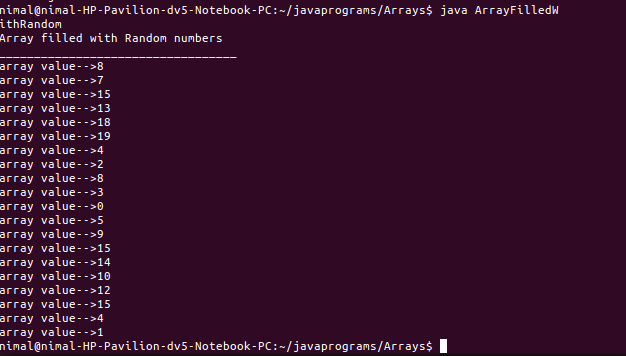 nimal@nimal-HP-Pavilion-dv5-Notebook-PC:~/javaprograms/Arrays$ java ArrayFilledW
ithRandom
Array filled with Random numbers
__________________________________
array value-->8
array value-->7
array value-->15
array value-->13
array value-->18
array value-->19
array value-->4
array value-->2
array value-->8
array value-->3
array value-->0
array value-->5
array value-->9
array value-->15
array value-->14
array value-->10
array value-->12
array value-->15
array value-->4
array value-->1
nimal@nimal-HP-Pavilion-dv5-Notebook-PC:~/javaprograms/Arrays$